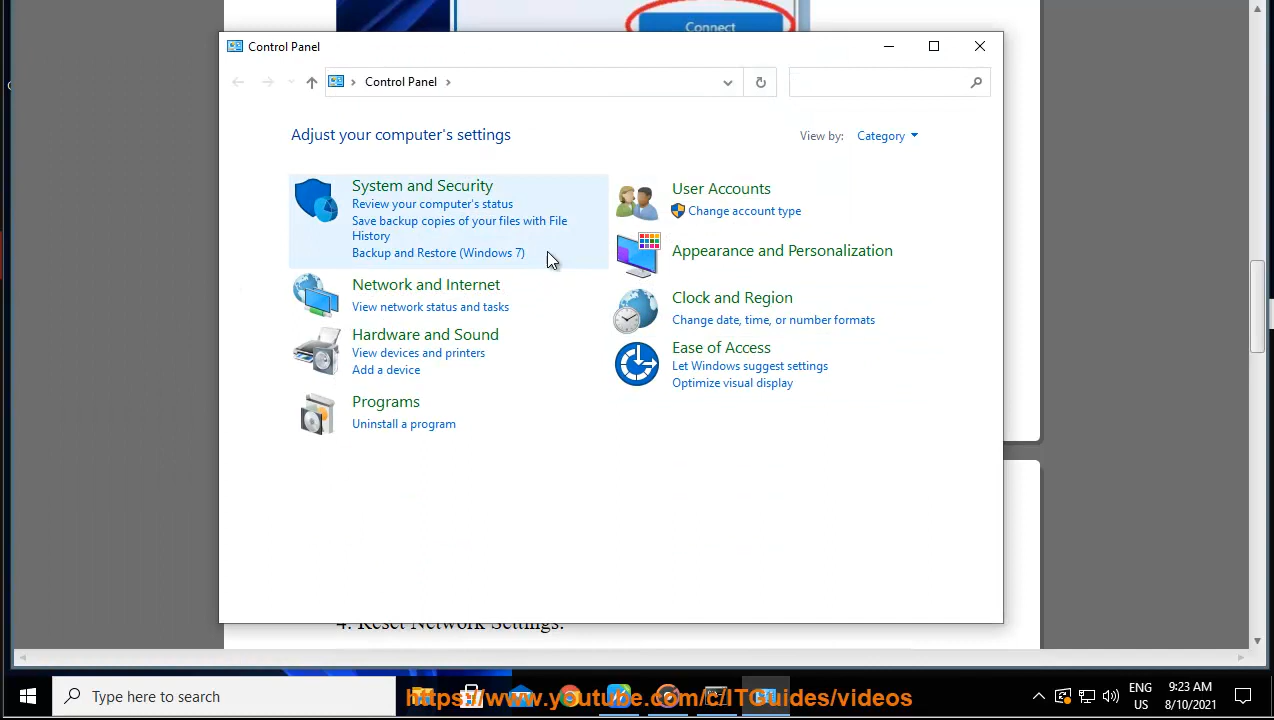 Connect
Control Panel
Control Panel
Adjust your computer's settings
View by: Category
System and Security
Review your computer's status
Save backup copies of your files with File
History
Backup and Restore (Windows 7)
Network and Internet
View network status and tasks
Hardware and Sound
View devices and printers
Add a device
Programs
Uninstall a program
User Accounts
Change account type
Appearance and Personalization
Clock and Region
Change date, time, or number formats
Ease of Access
Let Windows suggest settings
Optimize visual display
4. Reset Network Settings.
Type here to search
https://www.youtube.com/c/ITGuides/videos
ENG
US
9:23 AM
8/10/2021